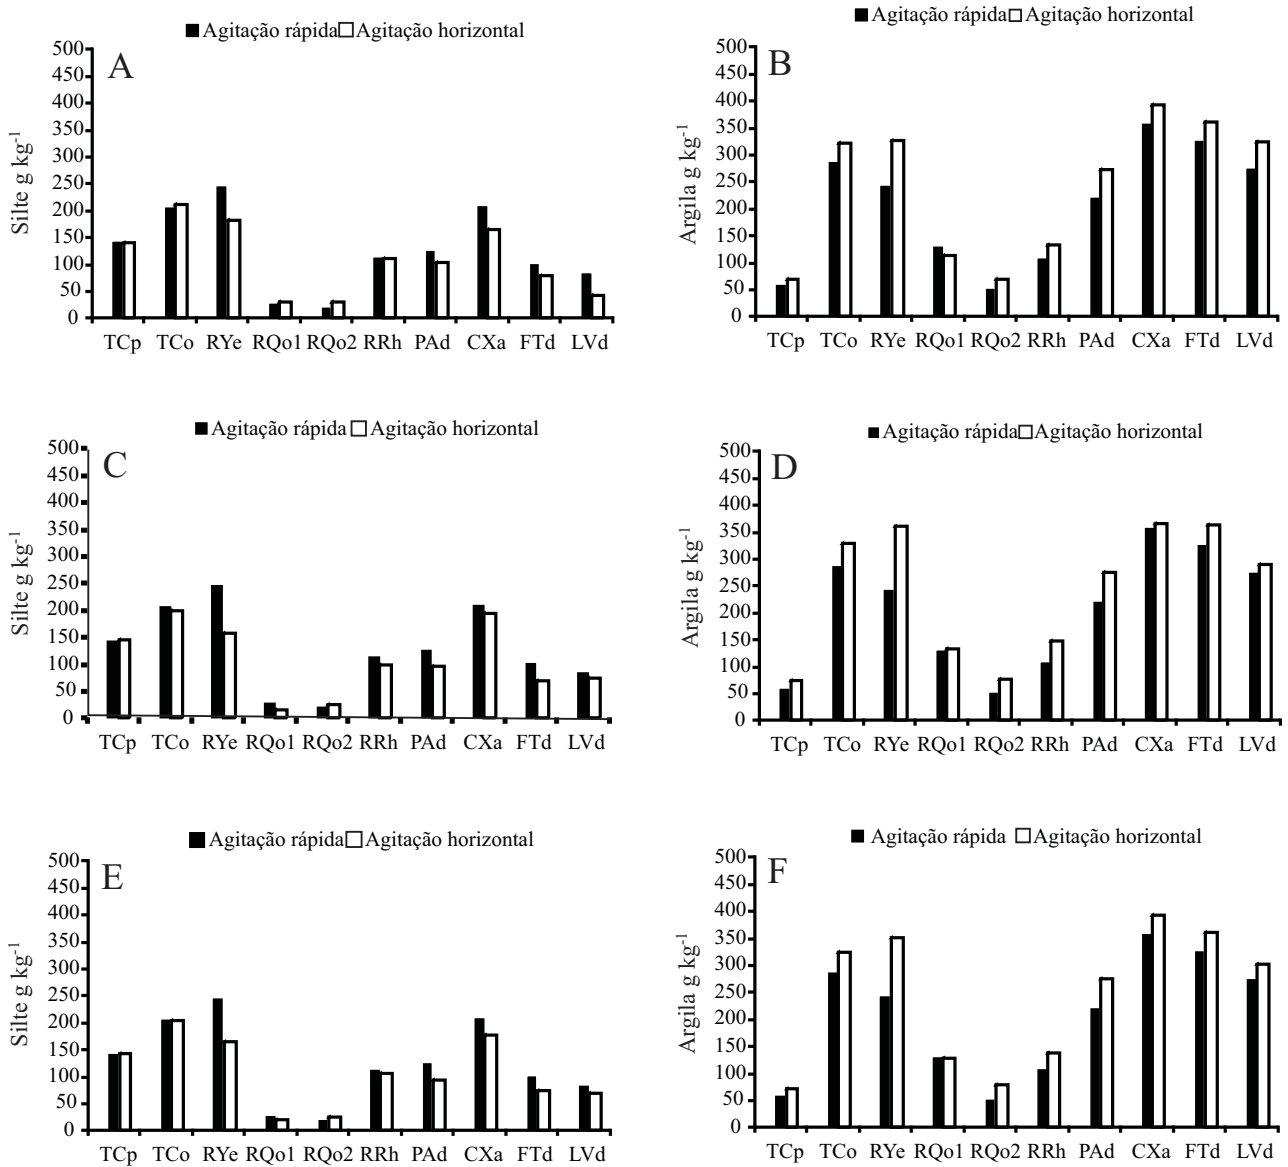 ■ Agitação rápida □ Agitação horizontal
A
Silte g kg-1
500
450
400
350
300
250
200
150
100
50
0
TCp TCo RYe RQo1 RQo2 RRh PAd CXa FTd LVd
■ Agitação rápida □ Agitação horizontal
B
Argila g kg-1
500
450
400
350
300
250
200
150
100
50
0
TCp TCo RYe RQo1 RQo2 RRh PAd CXa FTd LVd
■ Agitação rápida □ Agitação horizontal
C
Silte g kg-1
500
450
400
350
300
250
200
150
100
50
0
TCp TCo RYe RQo1 RQo2 RRh PAd CXa FTd LVd
■ Agitação rápida □ Agitação horizontal
D
Argila g kg-1
500
450
400
350
300
250
200
150
100
50
0
TCp TCo RYe RQo1 RQo2 RRh PAd CXa FTd LVd
■ Agitação rápida □ Agitação horizontal
E
Silte g kg-1
500
450
400
350
300
250
200
150
100
50
0
TCp TCo RYe RQo1 RQo2 RRh PAd CXa FTd LVd
■ Agitação rápida □ Agitação horizontal
F
Argila g kg-1
500
450
400
350
300
250
200
150
100
50
0
TCp TCo RYe RQo1 RQo2 RRh PAd CXa FTd LVd